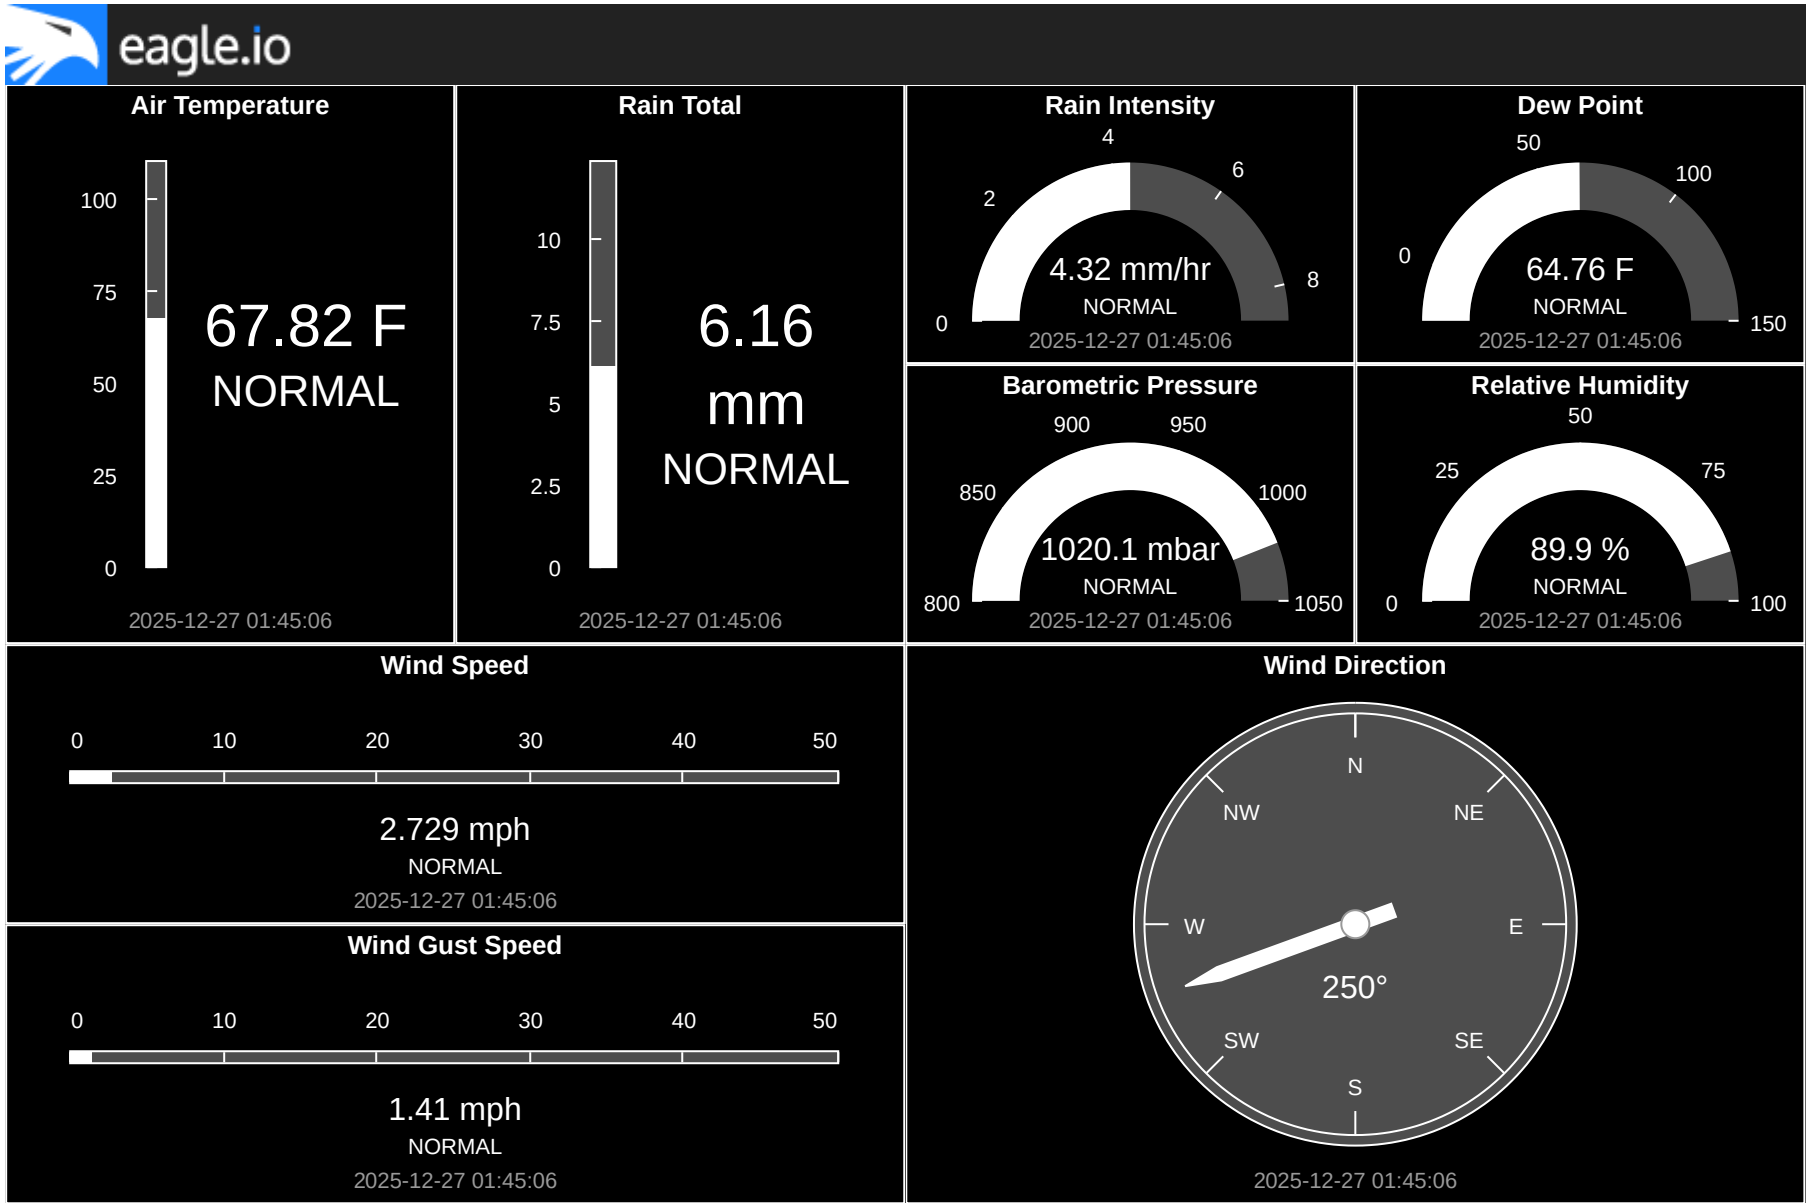 eagle.io
Air Temperature
100
75
50
25
0
67.82 F
NORMAL
2025-12-27 01:45:06
Rain Total
10
7.5
5
2.5
0
6.16
mm
NORMAL
2025-12-27 01:45:06
Rain Intensity
0
2
4
6
8
4.32 mm/hr
NORMAL
2025-12-27 01:45:06
Dew Point
0
50
100
150
64.76 F
NORMAL
2025-12-27 01:45:06
Barometric Pressure
800
850
900
950
1000
1050
1020.1 mbar
NORMAL
2025-12-27 01:45:06
Relative Humidity
0
25
50
75
100
89.9 %
NORMAL
2025-12-27 01:45:06
Wind Speed
0 10 20 30 40 50
2.729 mph
NORMAL
2025-12-27 01:45:06
Wind Gust Speed
0 10 20 30 40 50
1.41 mph
NORMAL
2025-12-27 01:45:06
Wind Direction
N
NW NE
W E
250°
SW SE
S
2025-12-27 01:45:06